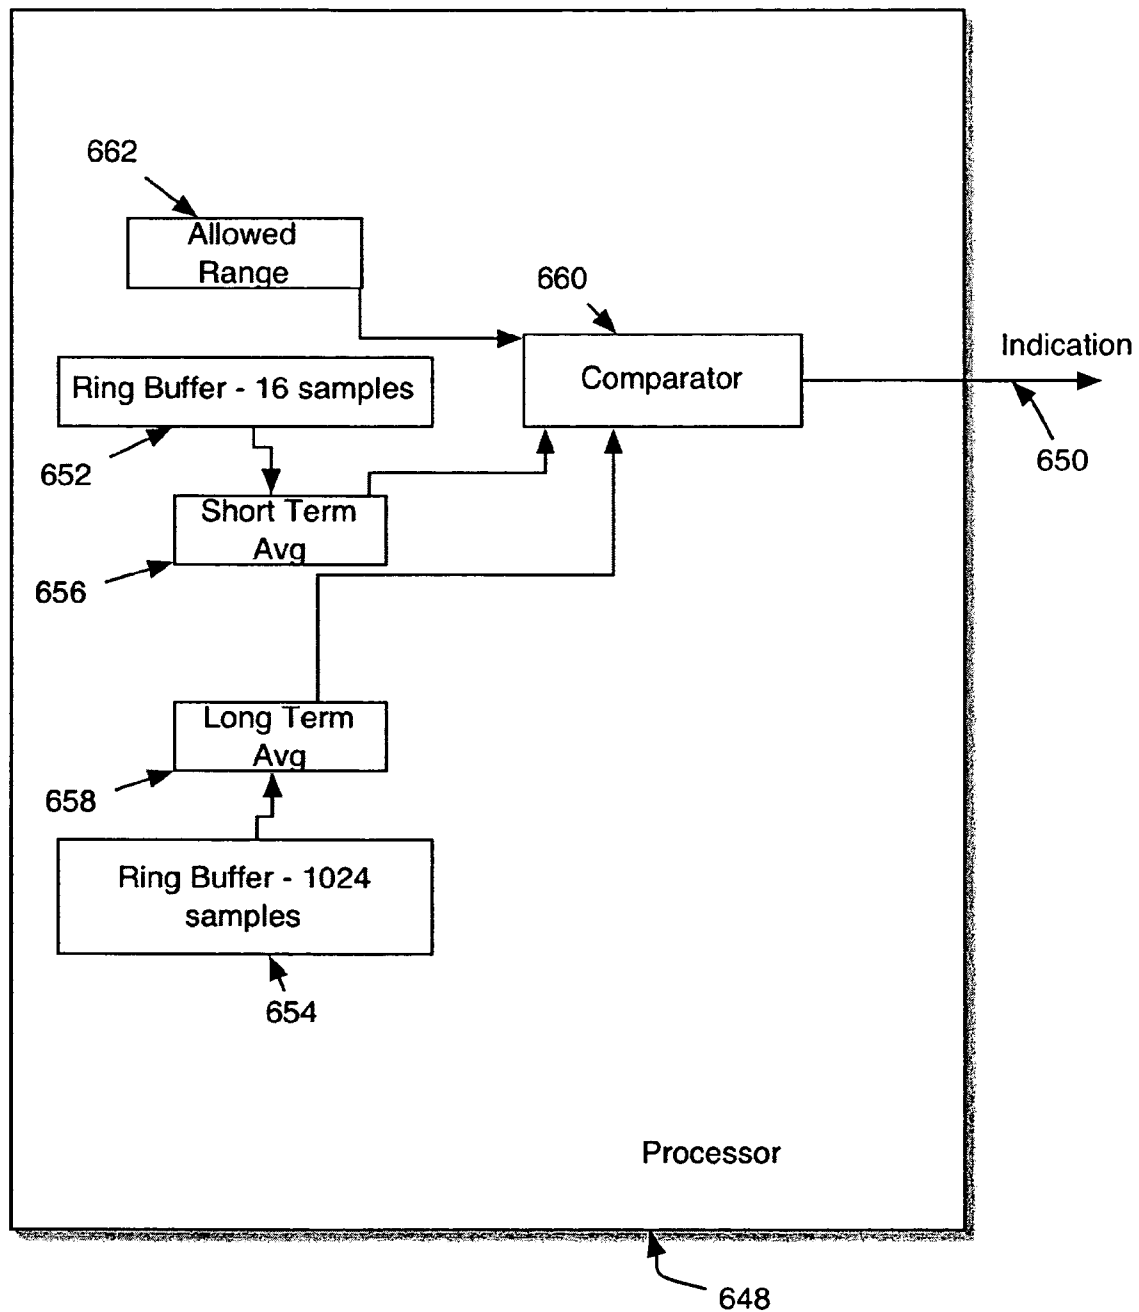 662
Allowed
Range
660
Comparator
Indication
650
Ring Buffer - 16 samples
652
Short Term
Avg
656
Long Term
Avg
658
Ring Buffer - 1024
samples
654
Processor
648